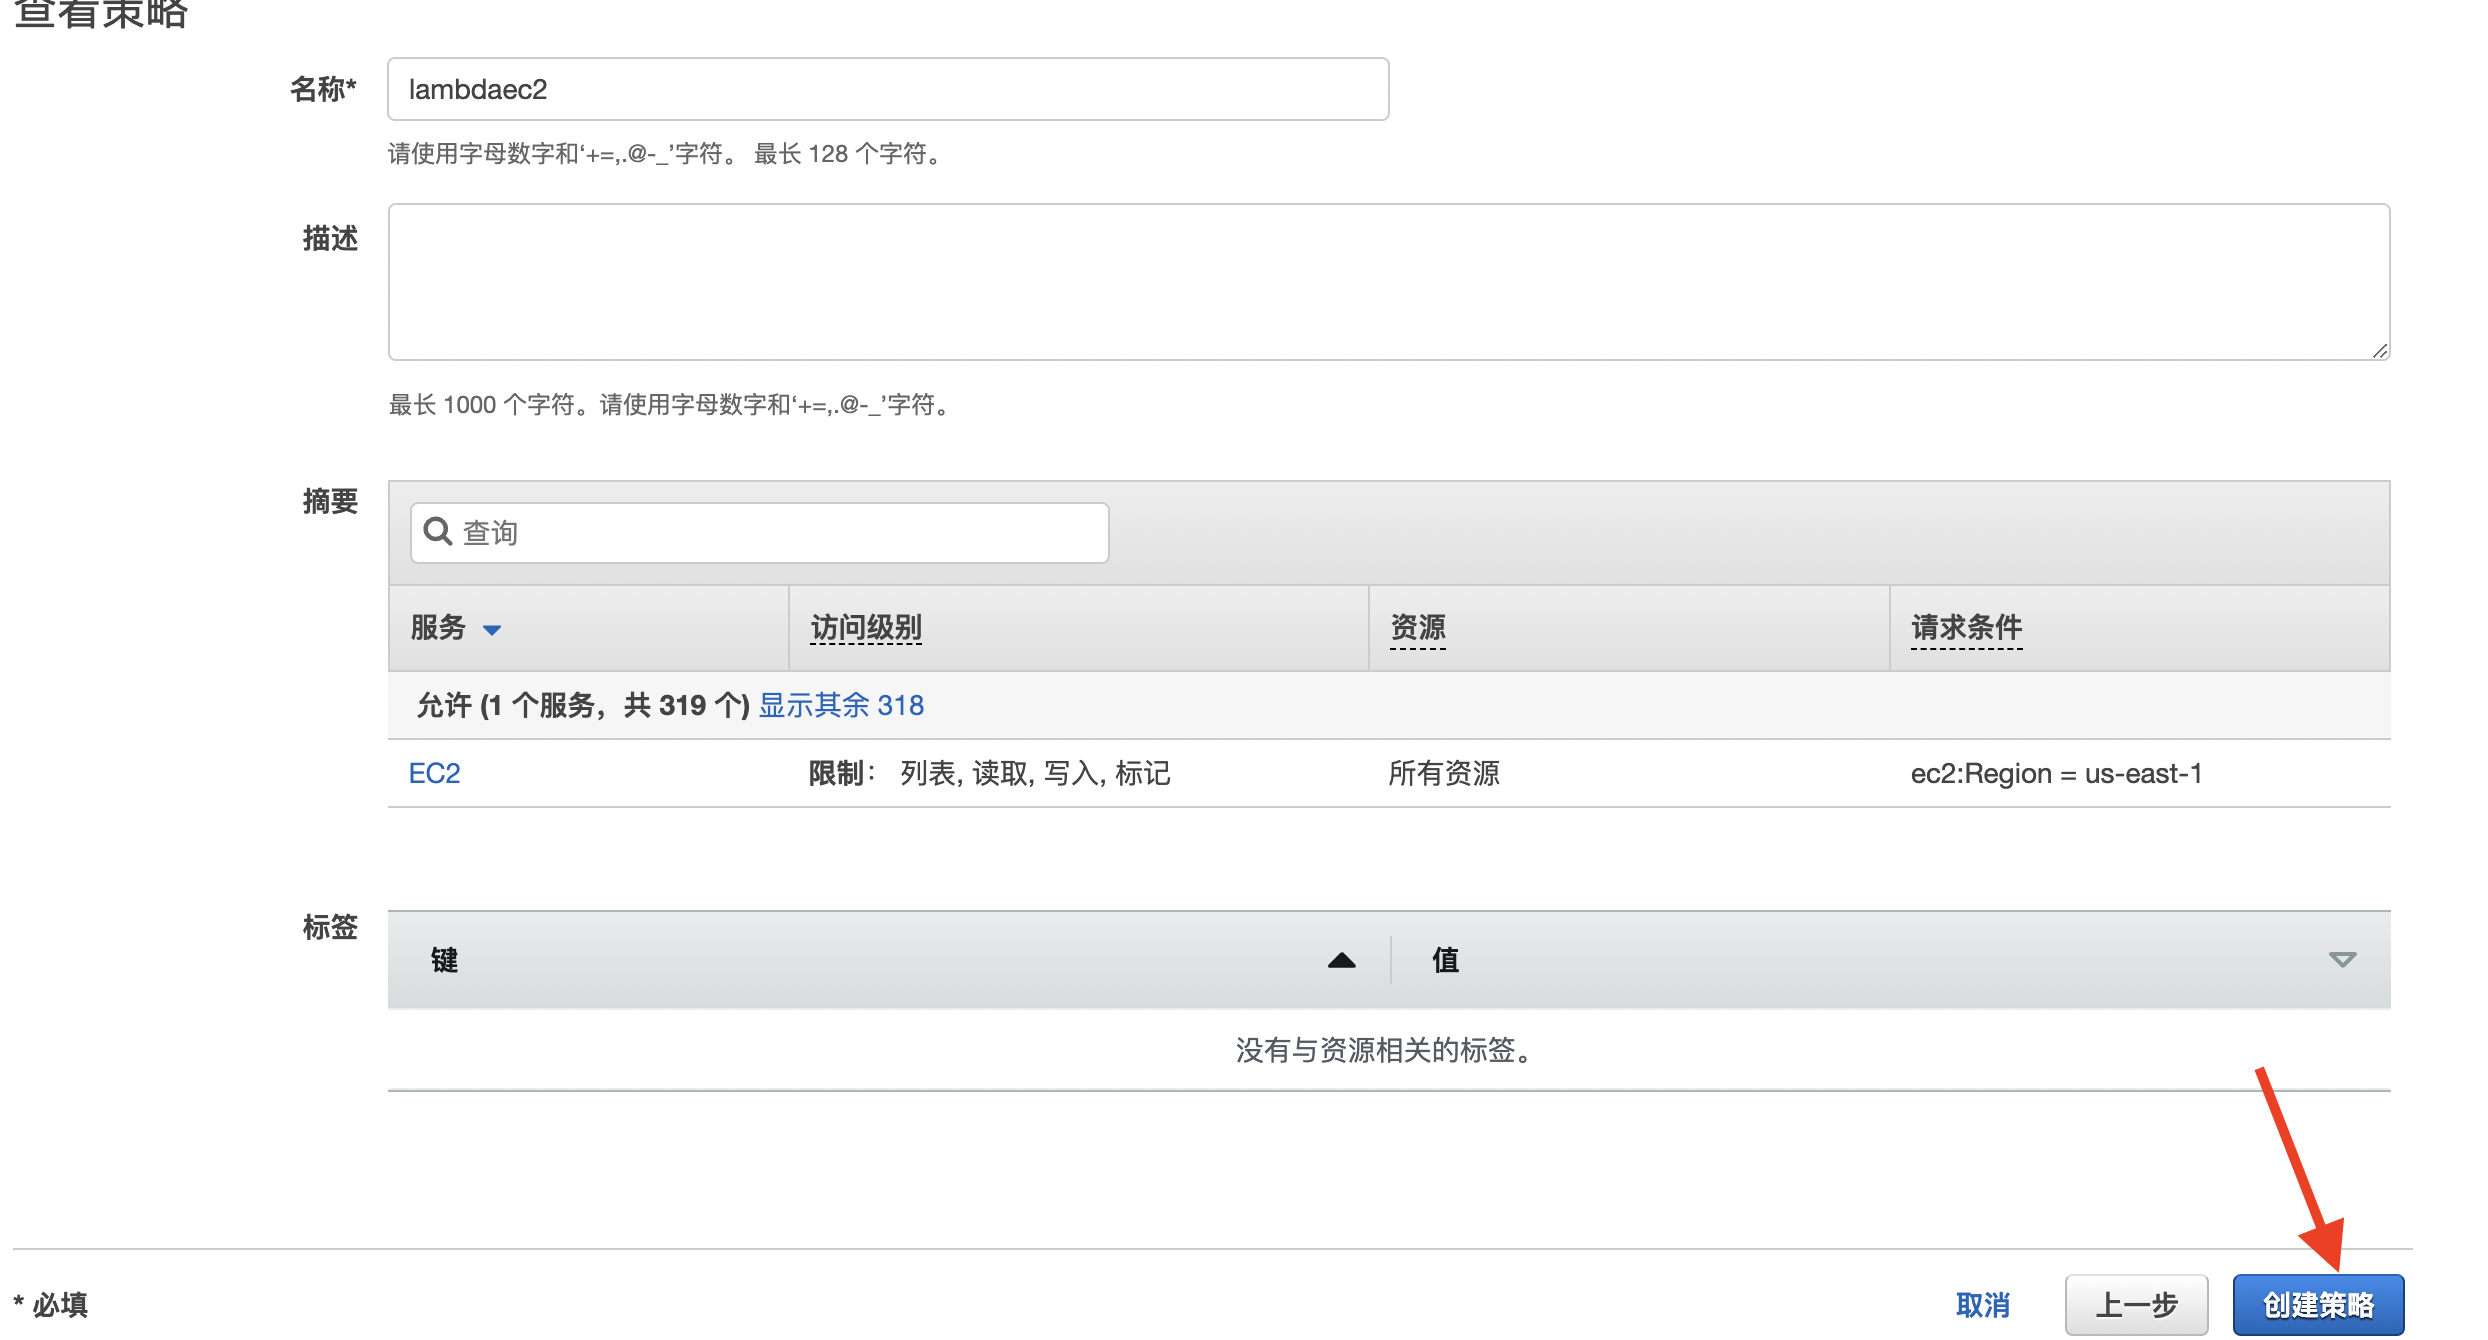 查看策略
名称* lambdaec2
请使用字母数字和‘+=,.@-_’字符。 最长 128 个字符。
描述
最长 1000 个字符。请使用字母数字和‘+=,.@-_’字符。
摘要
查询
服务 访问级别 资源 请求条件
允许 (1 个服务，共 319 个) 显示其余 318
EC2 限制： 列表, 读取, 写入, 标记 所有资源 ec2:Region = us-east-1
标签
键 值
没有与资源相关的标签。
* 必填 取消 上一步 创建策略